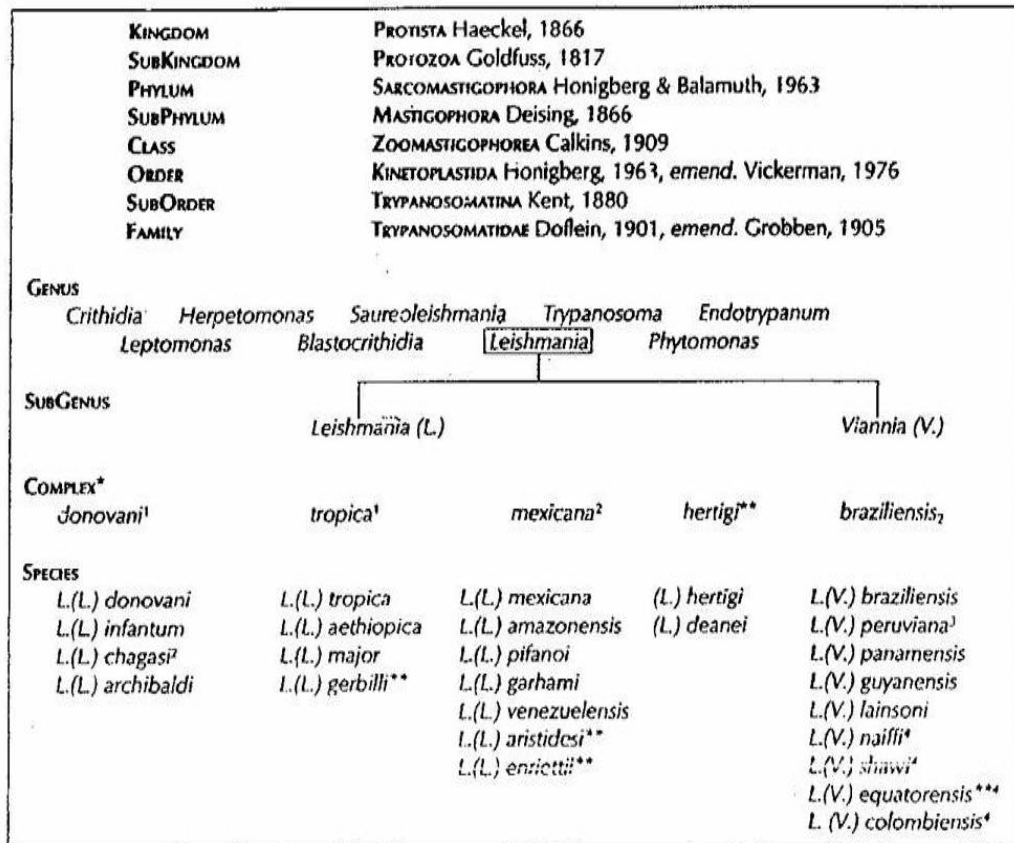 KINGDOM PROTISTA Haeckel, 1866
SUBKINGDOM PROTOZOA Goldfuss, 1817
PHYLUM SARCOMASTIGOPHORA Honigberg & Balamuth, 1963
SUBPHYLUM MASTIGOPHORA Deising, 1866
CLASS ZOOMASTIGOPHOREA Calkins, 1909
ORDER KINETOPLASTIDA Honigberg, 1963, emend. Vickerman, 1976
SUBORDER TRYPANOSOMATINA Kent, 1880
FAMILY TRYPANOSOMATIDAE Doflein, 1901, emend. Grobben, 1905
GENUS
Crithidia Herpetomonas Saureoleishmania Trypanosoma Endotrypanum
Leptomonas Blastocrithidia Leishmania Phytomonas
SUBGENUS
Leishmania (L.) Viannia (V.)
COMPLEX*
donovani¹ tropica¹ mexicana² hertigi** braziliensis₂
SPECIES
L.(L.) donovani L.(L.) tropica L.(L.) mexicana (L.) hertigi L.(V.) braziliensis
L.(L.) infantum L.(L.) aethiopica L.(L.) amazonensis (L.) deanei L.(V.) peruviana³
L.(L.) chagasi² L.(L.) major L.(L.) pifanoi L.(V.) panamensis
L.(L.) archibaldi L.(L.) gerbilli** L.(L.) garhami L.(V.) guyanensis
L.(L.) venezuelensis L.(V.) lainsoni
L.(L.) aristidesi** L.(V.) naiffi⁴
L.(L.) enriettii** L.(V.) shawi⁴
L.(V.) equatorensis**⁴
L. (V.) colombiensis⁴